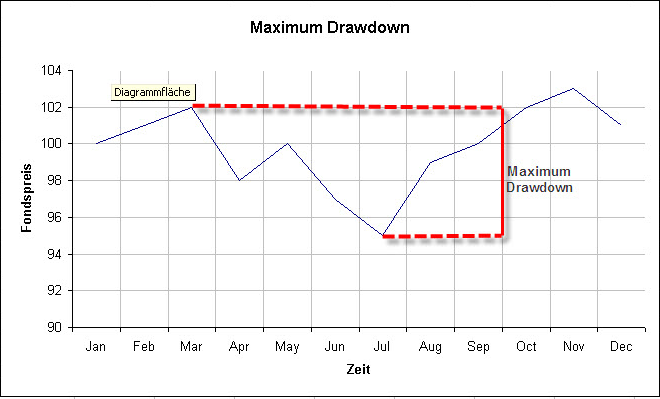 Maximum Drawdown
104
102
100
98
96
94
92
90
Fondspreis
Diagrammfläche
Maximum
Drawdown
Jan Feb Mar Apr May Jun Jul Aug Sep Oct Nov Dec
Zeit